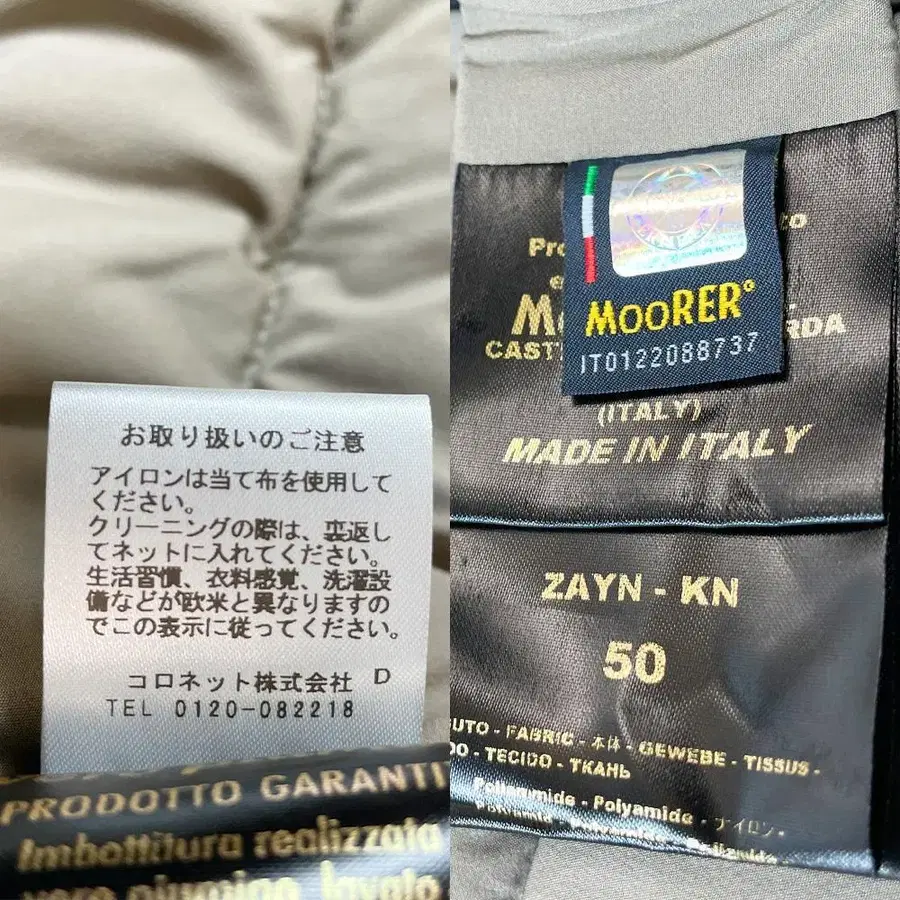 お取り扱いのご注意
アイロンは当て布を使用して
ください。
クリーニングの際は、裏返し
てネットに入れてください。
生活習慣、衣料感覚、洗濯設
備などが欧米と異なりますの
でこの表示に従ってください。
コロネット株式会社 D
TEL 0120-082218
PRODOTTO GARANTI
Imbottitura realizzata
vero piumino, lavato
MOORER
IT0122088737
(ITALY)
MADE IN ITALY
ZAYN - KN
50
UTO - FABRIC - 本体 - GEWEBE - TISSUS -
DO - TECIDO - ТКАНЬ
Poliammide - Polyamide - ナイロン -